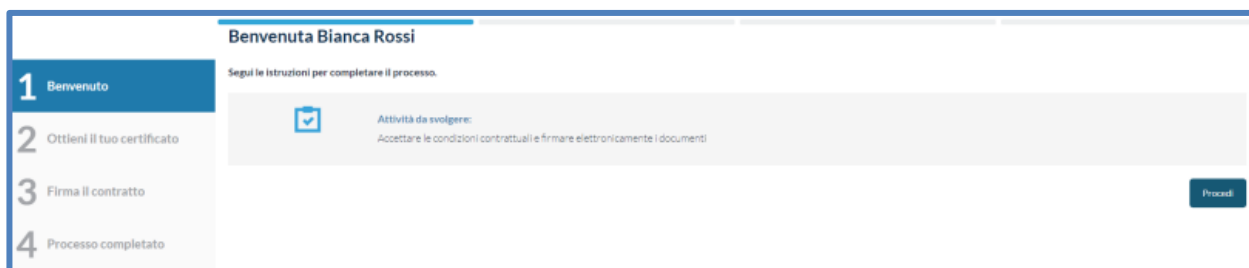 Benvenuta Bianca Rossi
Segui le istruzioni per completare il processo.
1 Benvenuto
Attività da svolgere:
Accettare le condizioni contrattuali e firmare elettronicamente i documenti
2 Ottieni il tuo certificato
3 Firma il contratto
Procedi
4 Processo completato